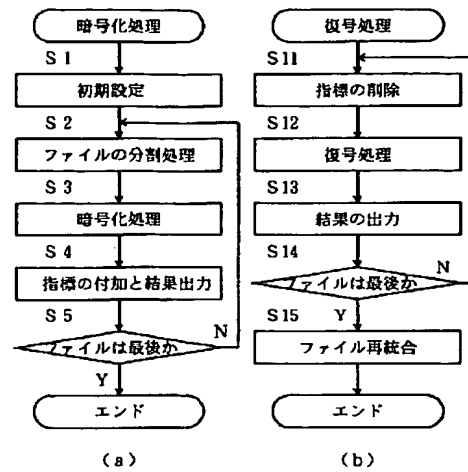 暗号化処理
S1
初期設定
S2
ファイルの分割処理
S3
暗号化処理
S4
指標の付加と結果出力
S5
ファイルは最後か
N
Y
エンド
(a)
復号処理
S11
指標の削除
S12
復号処理
S13
結果の出力
S14
ファイルは最後か
N
Y
S15
ファイル再統合
エンド
(b)